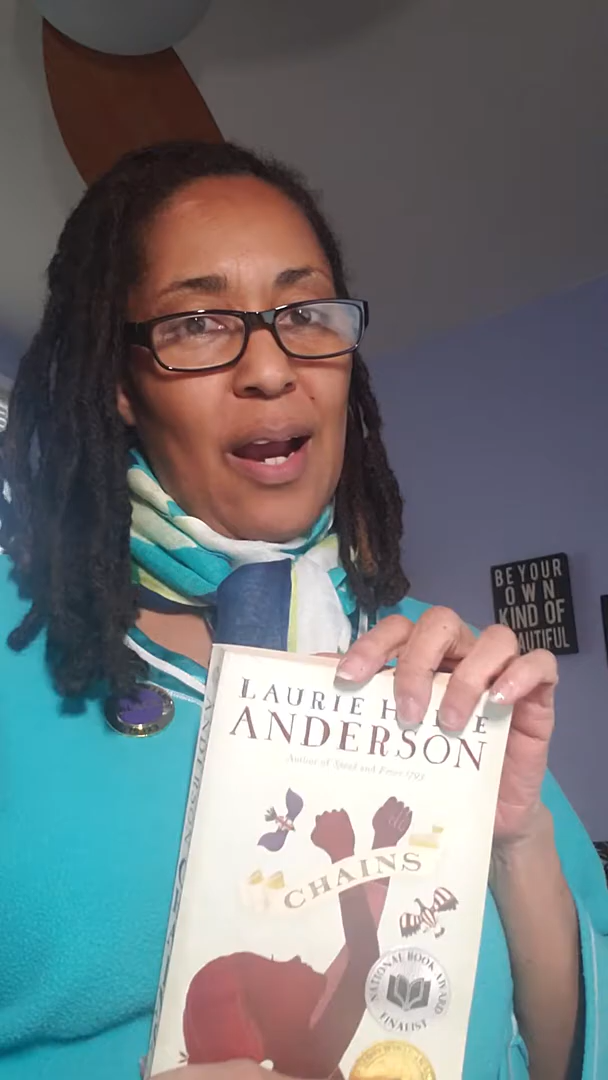 BE YOUR
OWN
KIND OF
LAURIE
ANDERSON
Author of Speak and Fever 1793
CHAINS
NATIONAL BOOK AWARD
FINALIST